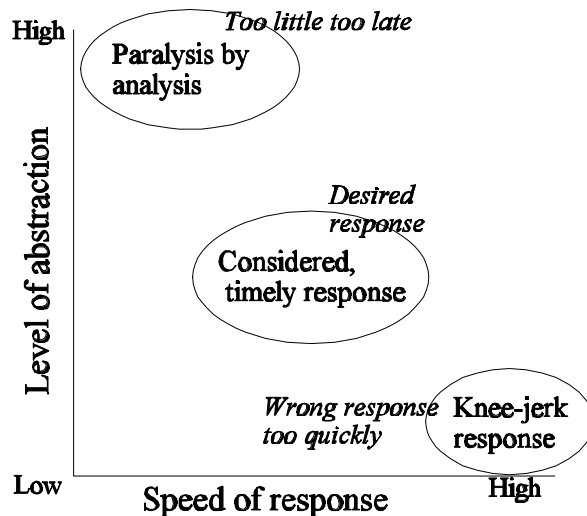 Too little too late
High
Paralysis by
analysis
Level of abstraction
Desired
response
Considered,
timely response
Wrong response
too quickly
Knee-jerk
response
Low
High
Speed of response